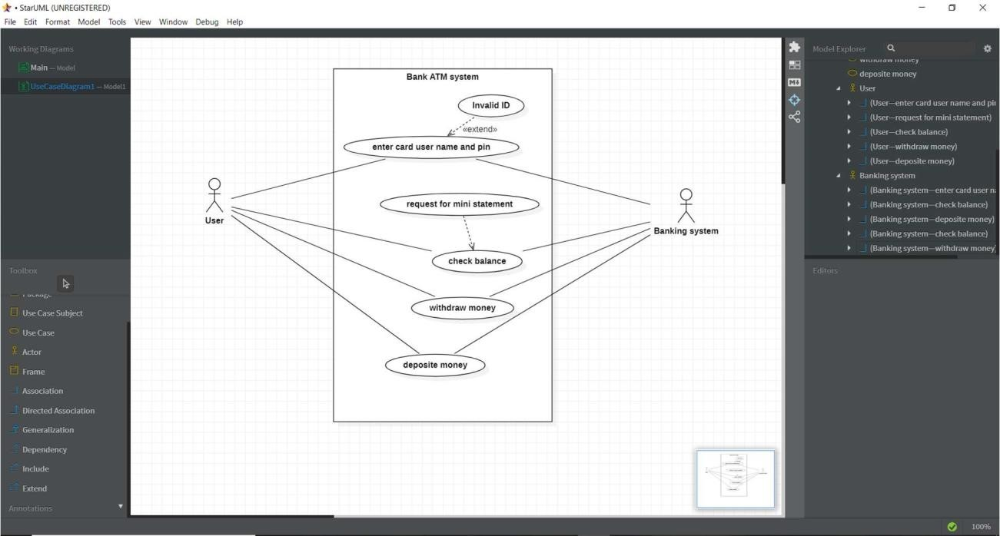 • StarUML (UNREGISTERED)
File Edit Format Model Tools View Window Debug Help
Working Diagrams
Main — Model
UseCaseDiagram1 — Model1
Toolbox
Package
Use Case Subject
Use Case
Actor
Frame
Association
Directed Association
Generalization
Dependency
Include
Extend
Annotations
Bank ATM system
Invalid ID
«extend»
enter card user name and pin
request for mini statement
User
Banking system
check balance
withdraw money
deposite money
M↓
Model Explorer
withdraw money
deposite money
User
(User—enter card user name and pin
(User—request for mini statement)
(User—check balance)
(User—withdraw money)
(User—deposite money)
Banking system
(Banking system—enter card user n
(Banking system—check balance)
(Banking system—deposite money)
(Banking system—check balance)
(Banking system—withdraw money)
Editors
100%